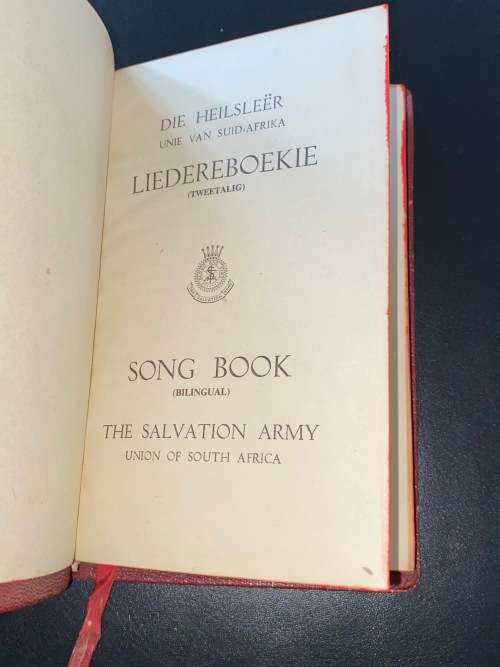 DIE HEILSLEËR
UNIE VAN SUID-AFRIKA
LIEDEREBOEKIE
(TWEETALIG)
SONG BOOK
(BILINGUAL)
THE SALVATION ARMY
UNION OF SOUTH AFRICA